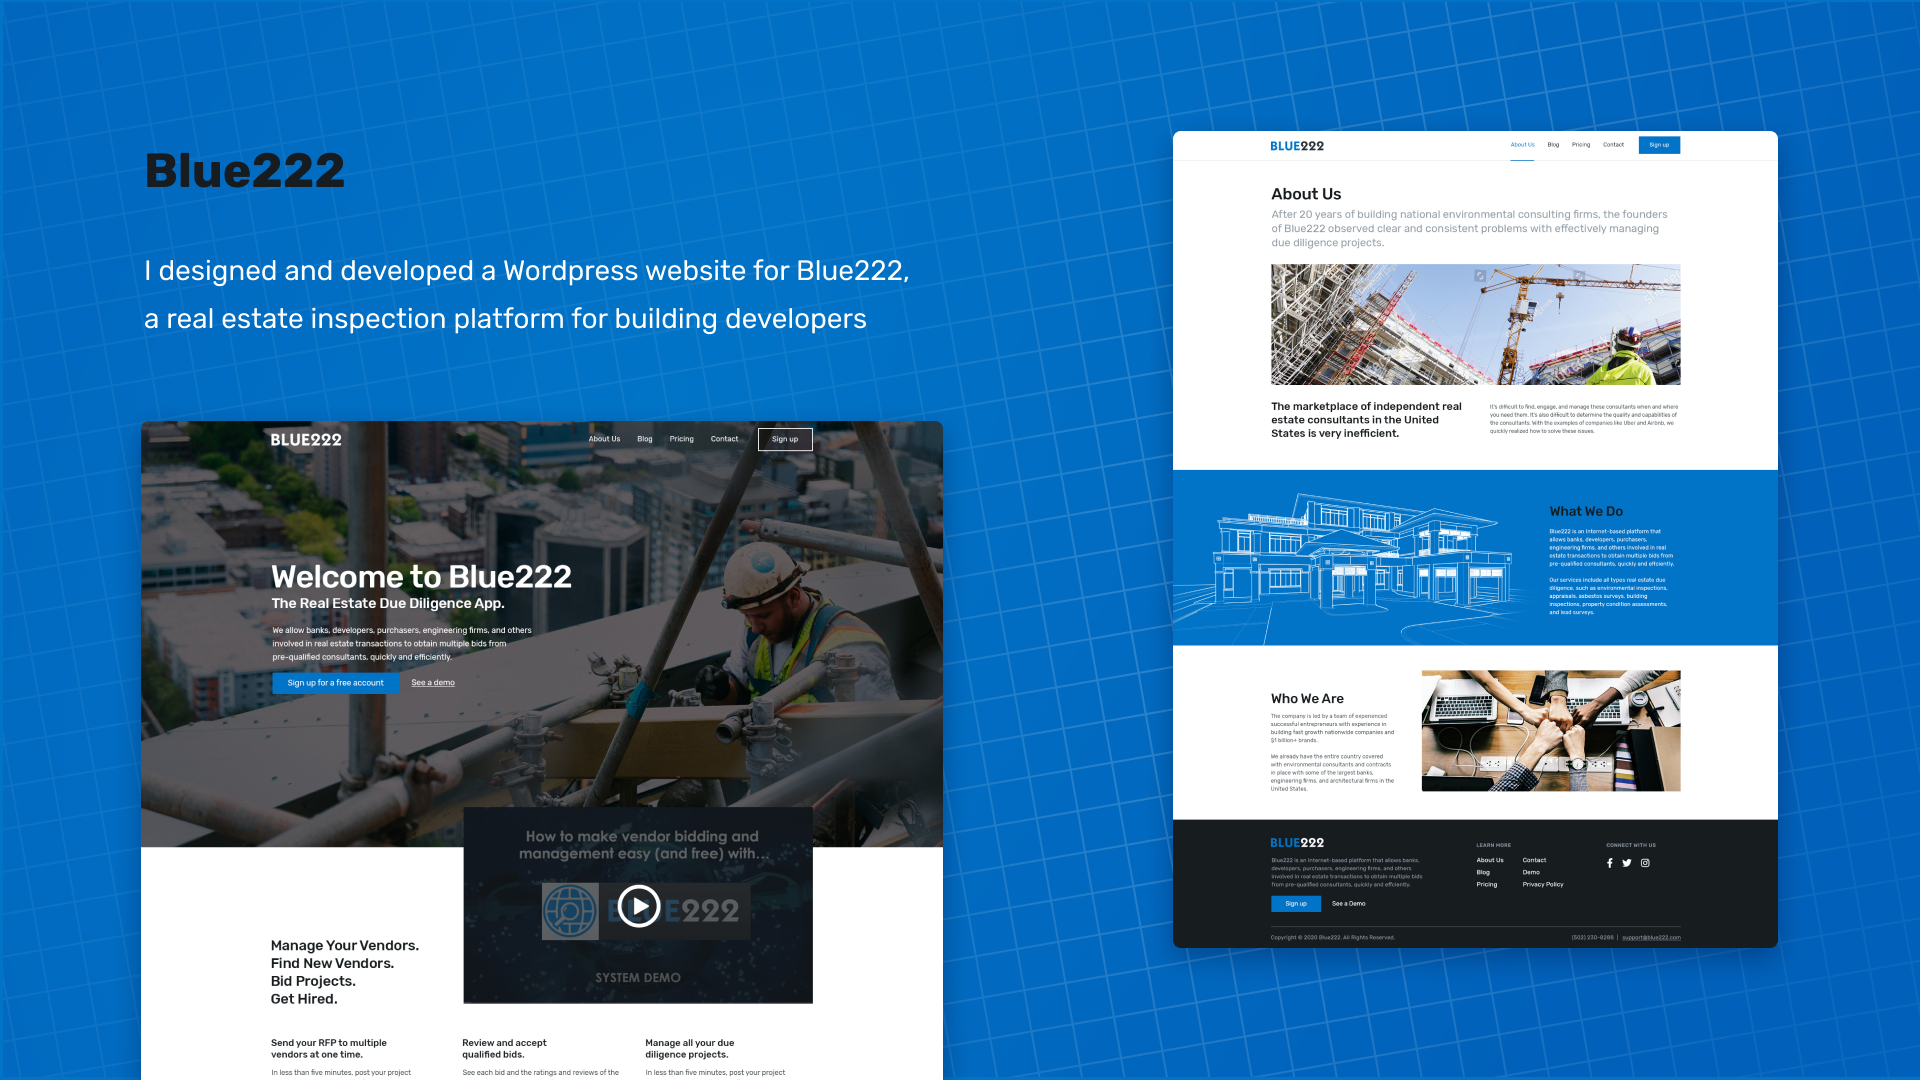 Blue222
I designed and developed a Wordpress website for Blue222,
a real estate inspection platform for building developers
BLUE222
About Us Blog Pricing Contact Sign up
Welcome to Blue222
The Real Estate Due Diligence App.
We allow banks, developers, purchasers, engineering firms, and others
involved in real estate transactions to obtain multiple bids from
pre-qualified consultants, quickly and efficiently.
Sign up for a free account See a demo
How to make vendor bidding and
management easy (and free) with...
BLUE222
SYSTEM DEMO
Manage Your Vendors.
Find New Vendors.
Bid Projects.
Get Hired.
Send your RFP to multiple
vendors at one time.
In less than five minutes, post your project
Review and accept
qualified bids.
See each bid and the ratings and reviews of the
Manage all your due
diligence projects.
In less than five minutes, post your project
BLUE222
About Us Blog Pricing Contact Sign up
About Us
After 20 years of building national environmental consulting firms, the founders
of Blue222 observed clear and consistent problems with effectively managing
due diligence projects.
The marketplace of independent real
estate consultants in the United
States is very inefficient.
It's difficult to find, engage, and manage these consultants when and where
you need them. It's also difficult to determine the quality and capabilities of
the consultants. With the examples of companies like Uber and Airbnb, we
quickly realized how to solve these issues.
What We Do
Blue222 is an Internet-based platform that
allows banks, developers, purchasers,
engineering firms, and others involved in real
estate transactions to obtain multiple bids from
pre-qualified consultants, quickly and effciently.
Our services include all types real estate due
diligence, such as environmental inspections,
appraisals, asbestos surveys, building
inspections, property condition assessments,
and lead surveys.
Who We Are
The company is led by a team of experienced
successful entrepreneurs with experience in
building fast growth nationwide companies and
$1 billion+ brands.
We already have the entire country covered
with environmental consultants and contracts
in place with some of the largest banks,
engineering firms, and architectural firms in the
United States.
BLUE222
Blue222 is an Internet-based platform that allows banks,
developers, purchasers, engineering firms, and others
involved in real estate transactions to obtain multiple bids
from pre-qualified consultants, quickly and effciently.
Sign up See a Demo
LEARN MORE
About Us Contact
Blog Demo
Pricing Privacy Policy
CONNECT WITH US
Copyright © 2020 Blue222. All Rights Reserved.
(502) 230-8288 | support@blue222.com